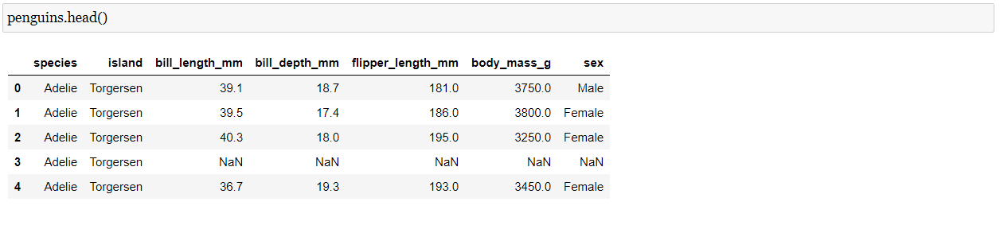 penguins.head()
species island bill_length_mm bill_depth_mm flipper_length_mm body_mass_g sex
0 Adelie Torgersen 39.1 18.7 181.0 3750.0 Male
1 Adelie Torgersen 39.5 17.4 186.0 3800.0 Female
2 Adelie Torgersen 40.3 18.0 195.0 3250.0 Female
3 Adelie Torgersen NaN NaN NaN NaN NaN
4 Adelie Torgersen 36.7 19.3 193.0 3450.0 Female